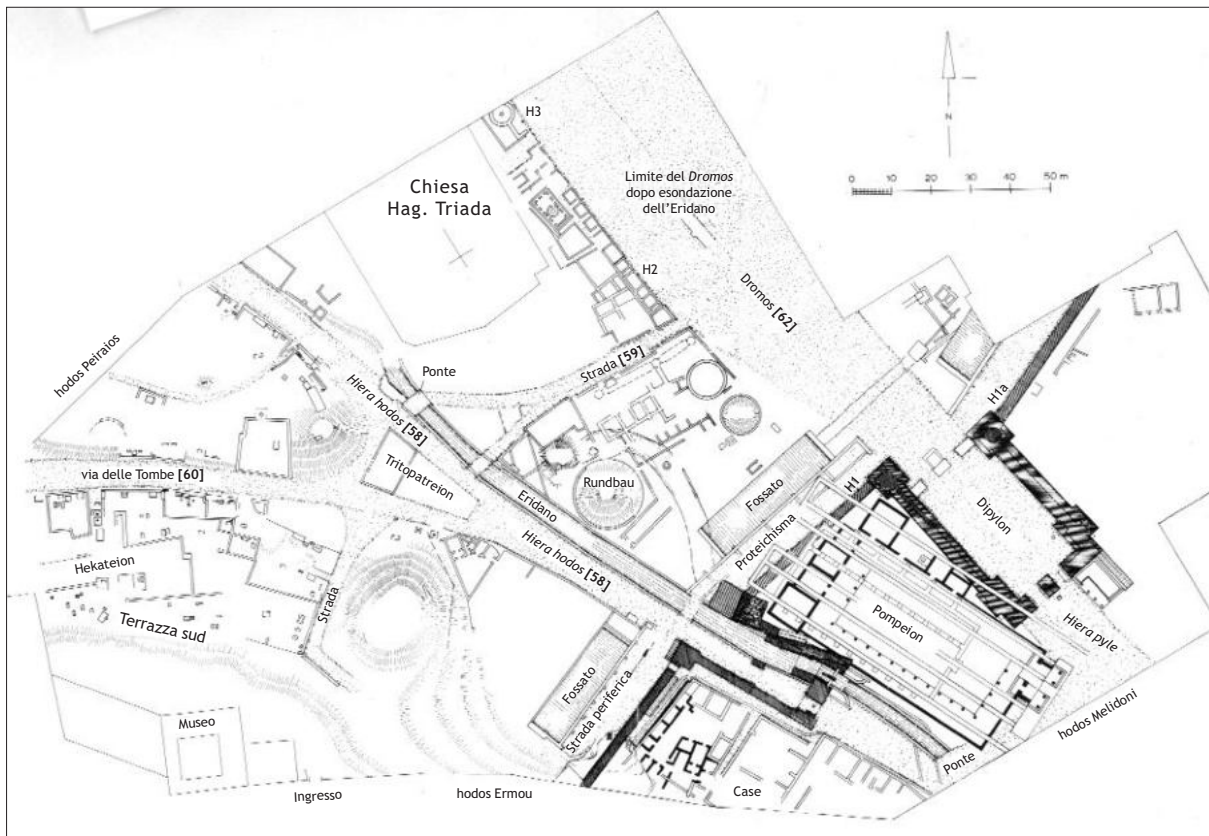 H3
Chiesa
Hag. Triada
Limite del Dromos
dopo esondazione
dell'Eridano
N
0 10 20 30 40 50 m
H2
Dromos [62]
hodos Peiraios
Ponte
Strada [59]
Hiera hodos [58]
H1a
via delle Tombe [60]
Tritopatreion
Rundbau
Fossato
H1
Dipylon
Eridano
Proteichisma
Hiera hodos [58]
Hekateion
Strada
Terrazza sud
Pompeion
Hiera pyle
Fossato
Strada periferica
hodos Melidoni
Museo
Ponte
Ingresso
hodos Ermou
Case